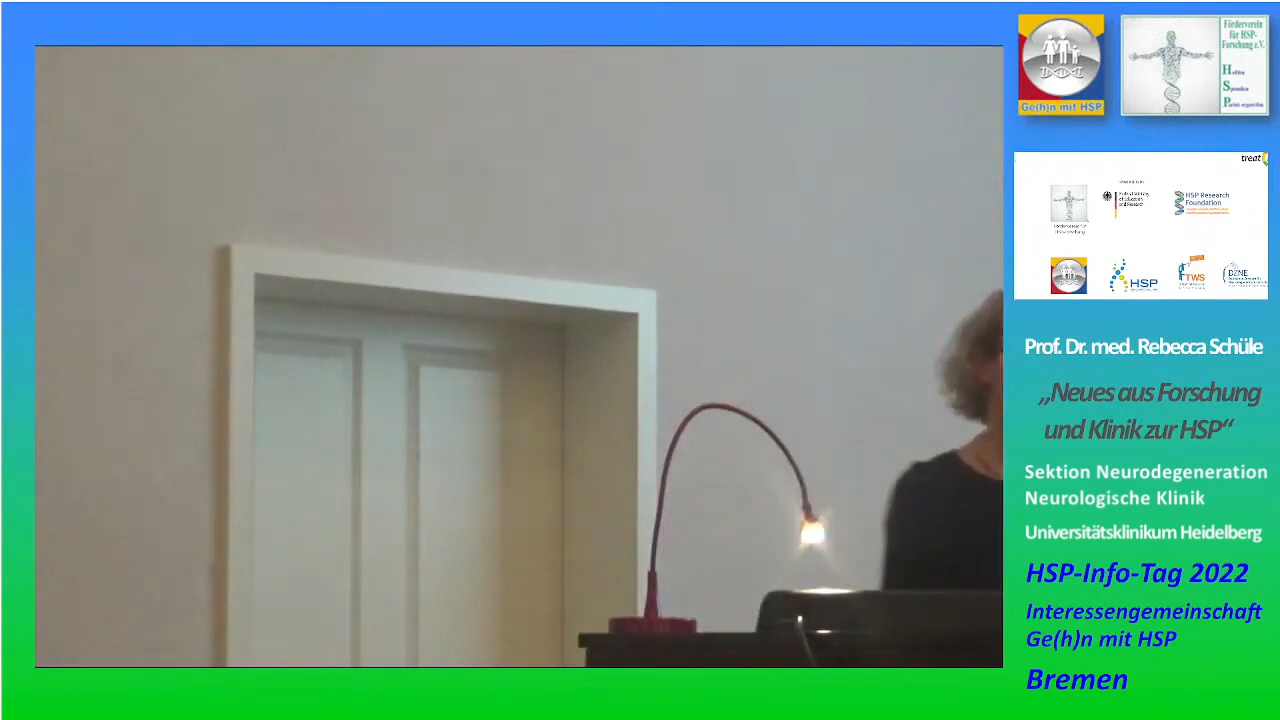 Ge(h)n mit HSP
Förderverein
für HSP-
Forschung e.V.
Helfen
Spenden
treat
HSP Research
Foundation
HSP
TWS
DZNE
Prof. Dr. med. Rebecca Schüle
„Neues aus Forschung
und Klinik zur HSP“
Sektion Neurodegeneration
Neurologische Klinik
Universitätsklinikum Heidelberg
HSP-Info-Tag 2022
Interessengemeinschaft
Ge(h)n mit HSP
Bremen